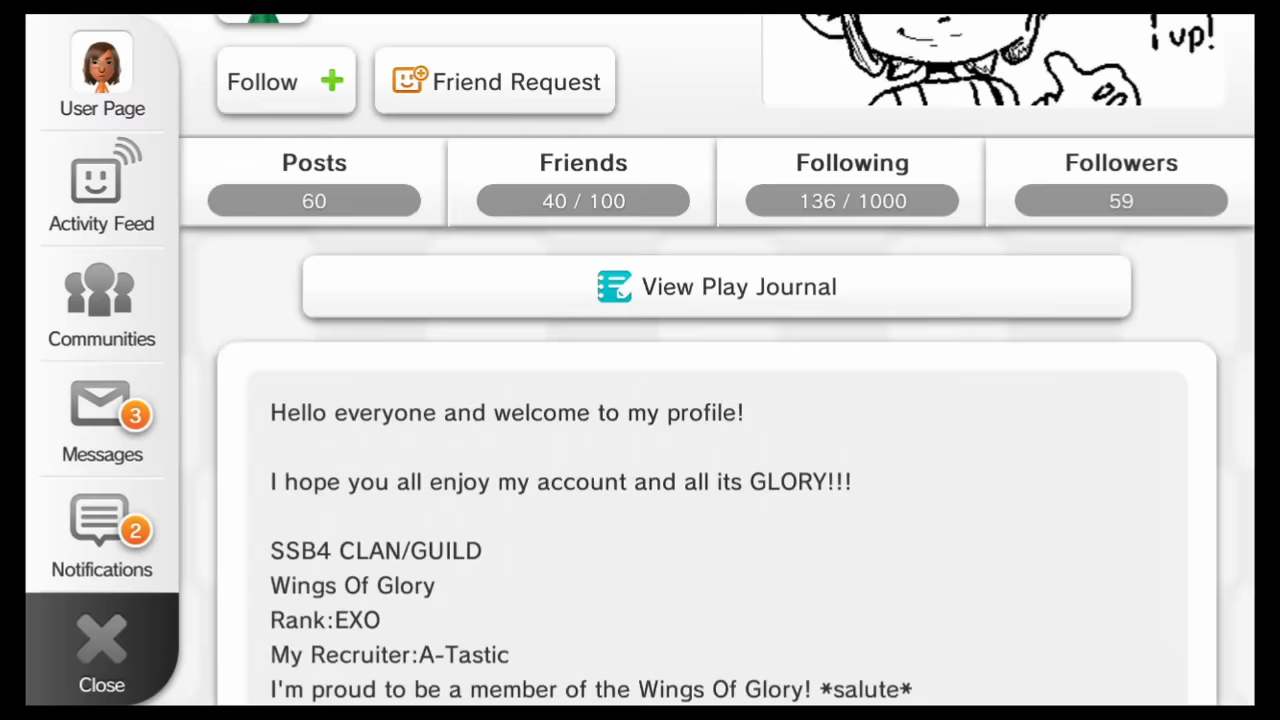 up!
User Page
Follow
Friend Request
Posts
Friends
Following
Followers
60
40 / 100
136 / 1000
59
Activity Feed
View Play Journal
Communities
Hello everyone and welcome to my profile!
3
Messages
I hope you all enjoy my account and all its GLORY!!!
2
Notifications
SSB4 CLAN/GUILD
Wings Of Glory
Rank:EXO
My Recruiter:A-Tastic
I'm proud to be a member of the Wings Of Glory! *salute*
Close